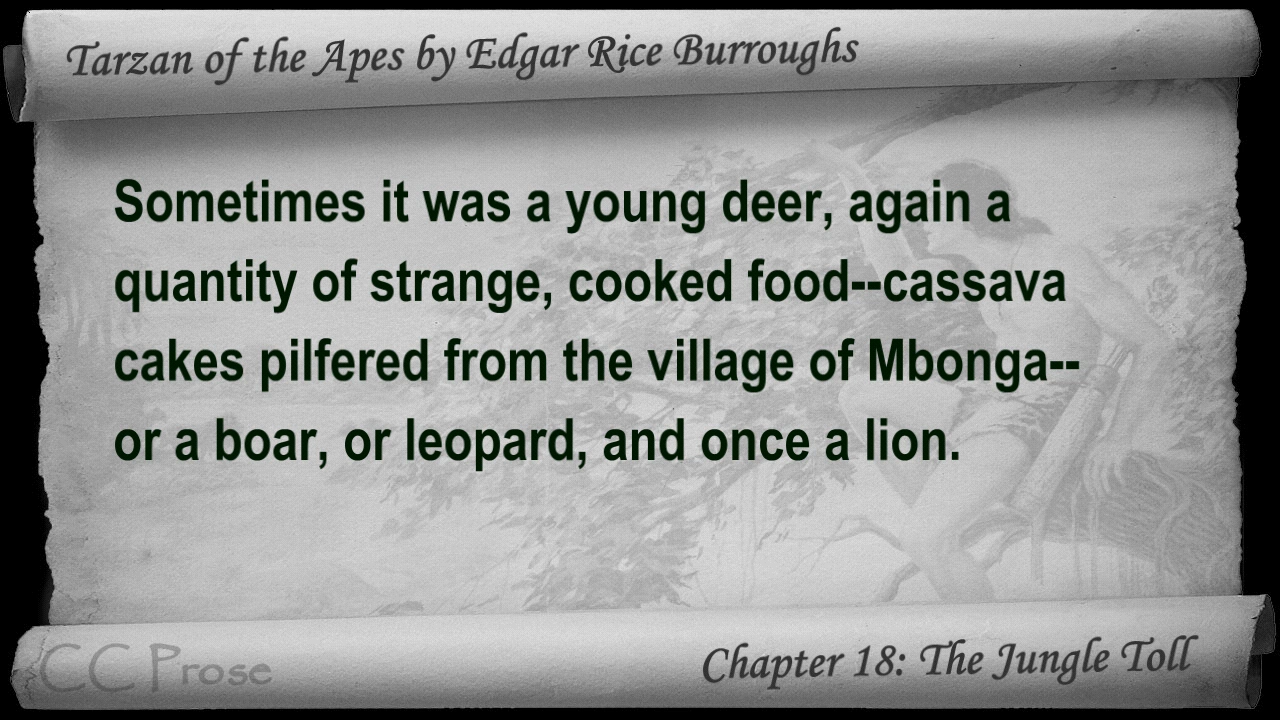 Tarzan of the Apes by Edgar Rice Burroughs
Sometimes it was a young deer, again a
quantity of strange, cooked food--cassava
cakes pilfered from the village of Mbonga--
or a boar, or leopard, and once a lion.
CC Prose
Chapter 18: The Jungle Toll